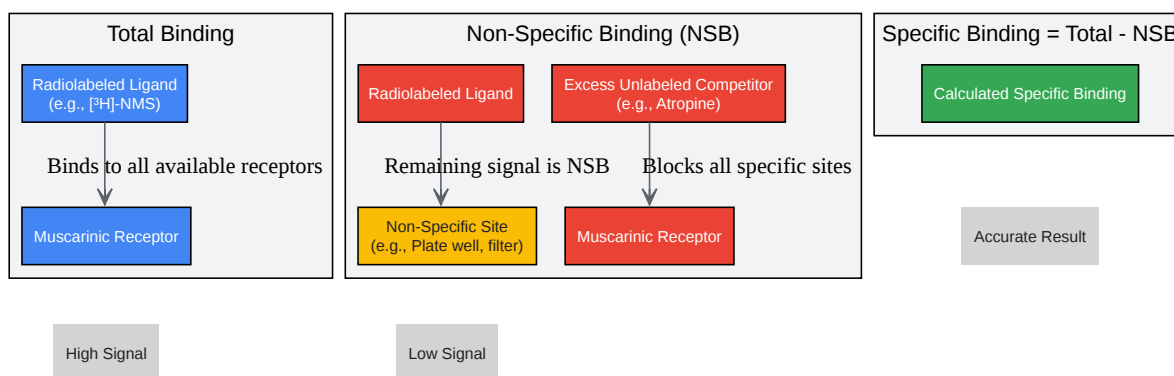 Total Binding
Radiolabeled Ligand
(e.g., [³H]-NMS)
Binds to all available receptors
Muscarinic Receptor
High Signal
Non-Specific Binding (NSB)
Radiolabeled Ligand
Remaining signal is NSB
Non-Specific Site
(e.g., Plate well, filter)
Low Signal
Excess Unlabeled Competitor
(e.g., Atropine)
Blocks all specific sites
Muscarinic Receptor
Specific Binding = Total - NSB
Calculated Specific Binding
Accurate Result